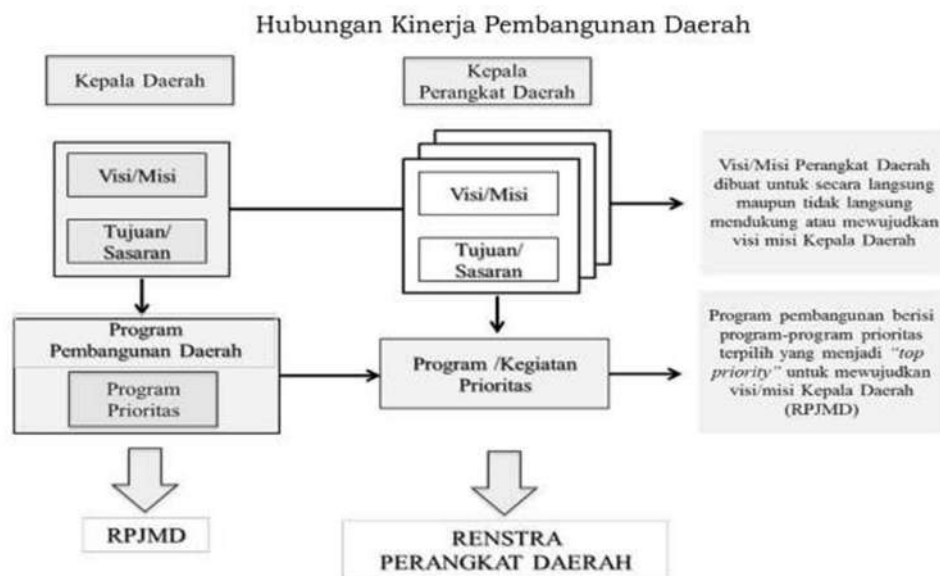 Hubungan Kinerja Pembangunan Daerah
Kepala Daerah
Kepala
Perangkat Daerah
Visi/Misi
Tujuan/
Sasaran
Visi/Misi
Tujuan/
Sasaran
Visi/Misi Perangkat Daerah
dibuat untuk secara langsung
maupun tidak langsung
mendukung atau mewujudkan
visi misi Kepala Daerah
Program
Pembangunan Daerah
Program
Prioritas
Program /Kegiatan
Prioritas
Program pembangunan berisi
program-program prioritas
terpilih yang menjadi “top
priority” untuk mewujudkan
visi/misi Kepala Daerah
(RPJMD)
RPJMD
RENSTRA
PERANGKAT DAERAH